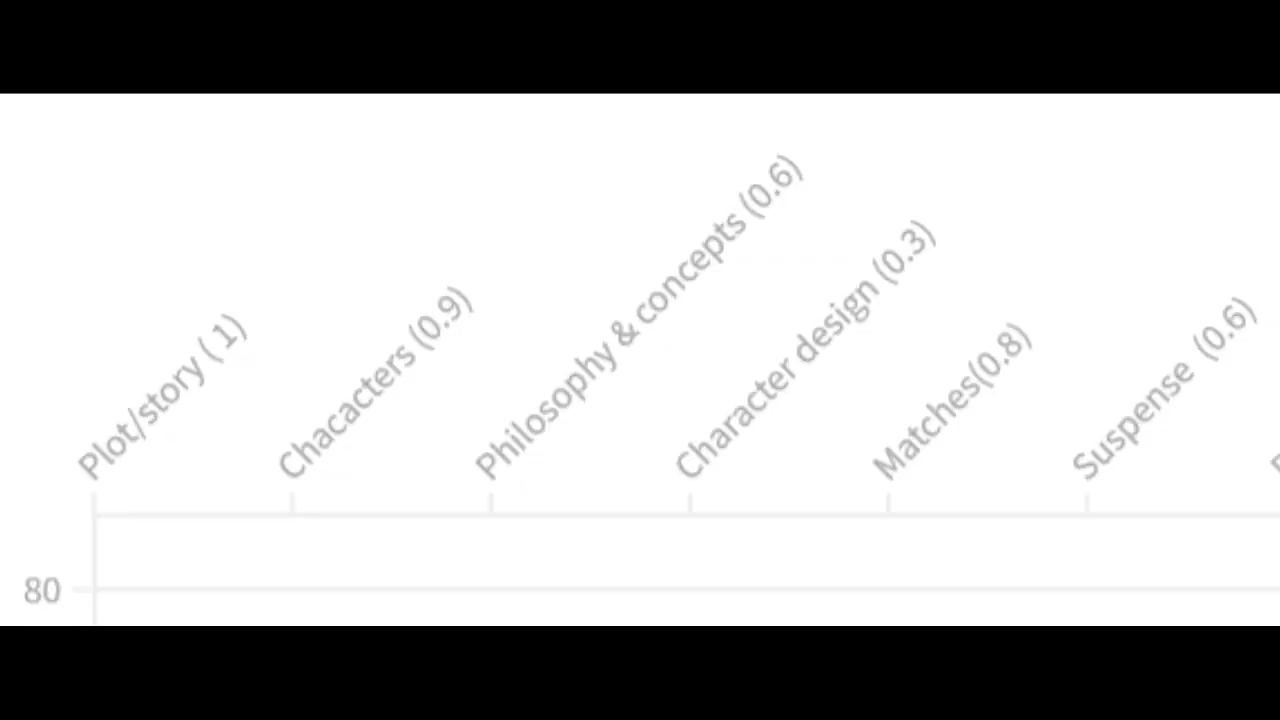 Plot/story ( 1)
Chacacters (0.9)
Philosophy & concepts (0.6)
Character design (0.3)
Matches(0.8)
Suspense (0.6)
80